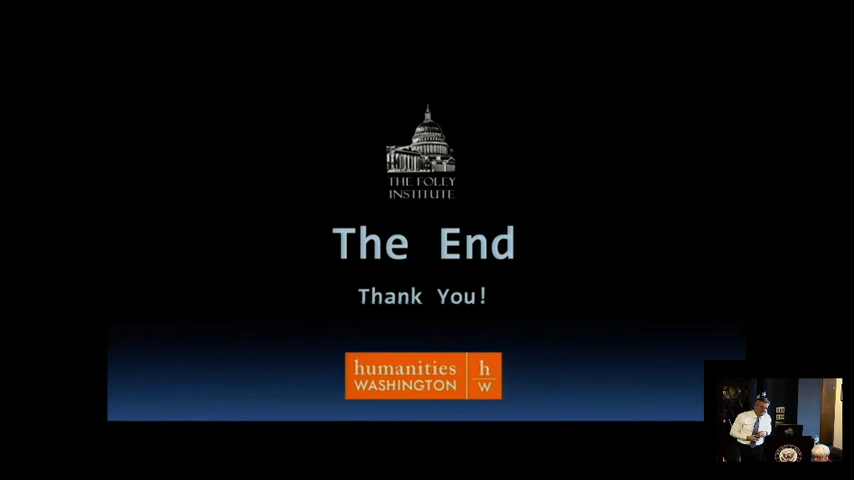 THE FOLEY
INSTITUTE
The End
Thank You!
humanities h
WASHINGTON W